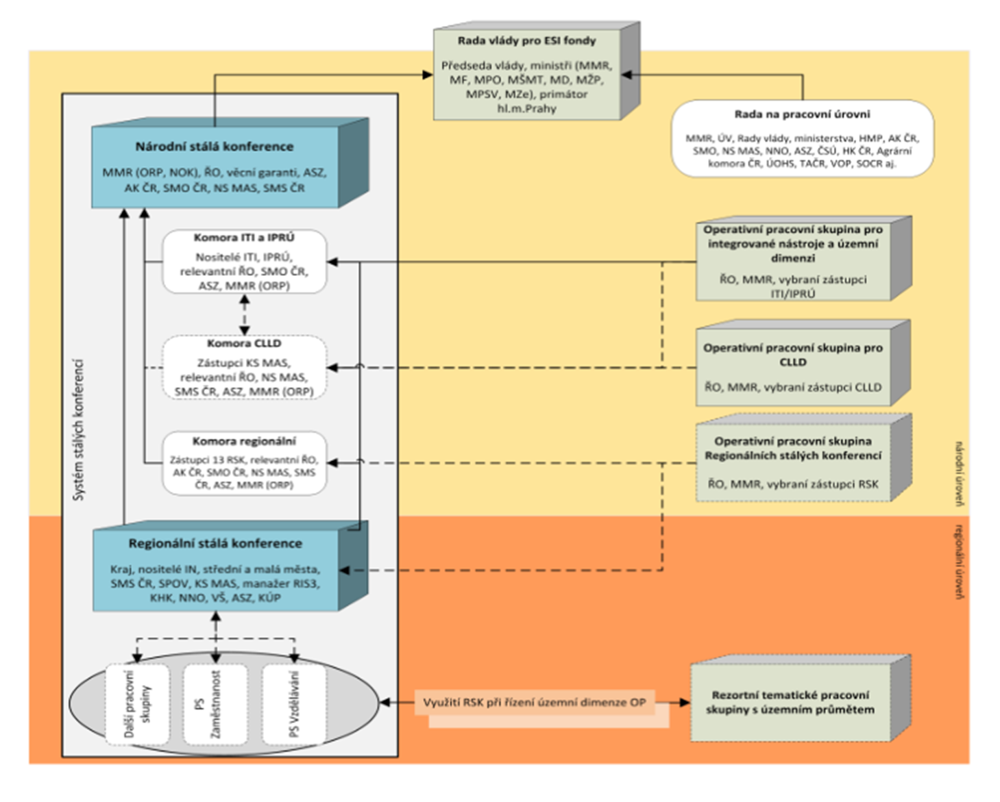 Rada vlády pro ESI fondy
Předseda vlády, ministři (MMR,
MF, MPO, MŠMT, MD, MŽP,
MPSV, MZe), primátor
hl.m.Prahy
Rada na pracovní úrovni
MMR, ÚV, Rady vlády, ministerstva, HMP, AK ČR,
SMO, NS MAS, NNO, ASZ, ČSÚ, HK ČR, Agrární
komora ČR, ÚOHS, TAČR, VOP, SOCR aj.
Národní stálá konference
MMR (ORP, NOK), ŘO, věcní garanti, ASZ,
AK ČR, SMO ČR, NS MAS, SMS ČR
Komora ITI a IPRÚ
Nositelé ITI, IPRÚ,
relevantní ŘO, SMO ČR,
ASZ, MMR (ORP)
Operativní pracovní skupina pro
integrované nástroje a územní
dimenzi
ŘO, MMR, vybraní zástupci
ITI/IPRÚ
Komora CLLD
Zástupci KS MAS,
relevantní ŘO, NS MAS,
SMS ČR, ASZ, MMR (ORP)
Operativní pracovní skupina pro
CLLD
ŘO, MMR, vybraní zástupci CLLD
Systém stálých konferencí
Komora regionální
Zástupci 13 RSK, relevantní ŘO,
AK ČR, SMO ČR, NS MAS, SMS
ČR, ASZ, MMR (ORP)
Operativní pracovní skupina
Regionálních stálých konferencí
ŘO, MMR, vybraní zástupci RSK
národní úroveň
regionální úroveň
Regionální stálá konference
Kraj, nositelé IN, střední a malá města,
SMS ČR, SPOV, KS MAS, manažer RIS3,
KHK, NNO, VŠ, ASZ, KÚP
Další pracovní
skupiny
PS
Zaměstnanost
PS Vzdělávání
Využití RSK při řízení územní dimenze OP
Rezortní tematické pracovní
skupiny s územním průmětem